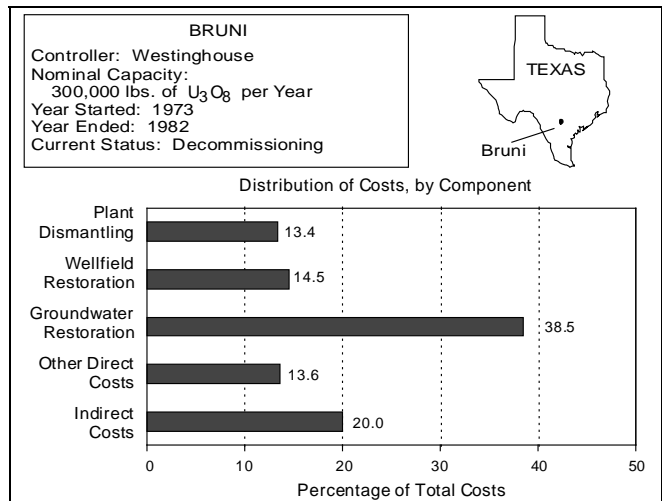 BRUNI
Controller: Westinghouse
Nominal Capacity:
300,000 lbs. of U3O8 per Year
Year Started: 1973
Year Ended: 1982
Current Status: Decommissioning
TEXAS
Bruni
Distribution of Costs, by Component
Plant
Dismantling
13.4
Wellfield
Restoration
14.5
Groundwater
Restoration
38.5
Other Direct
Costs
13.6
Indirect
Costs
20.0
0 10 20 30 40 50
Percentage of Total Costs